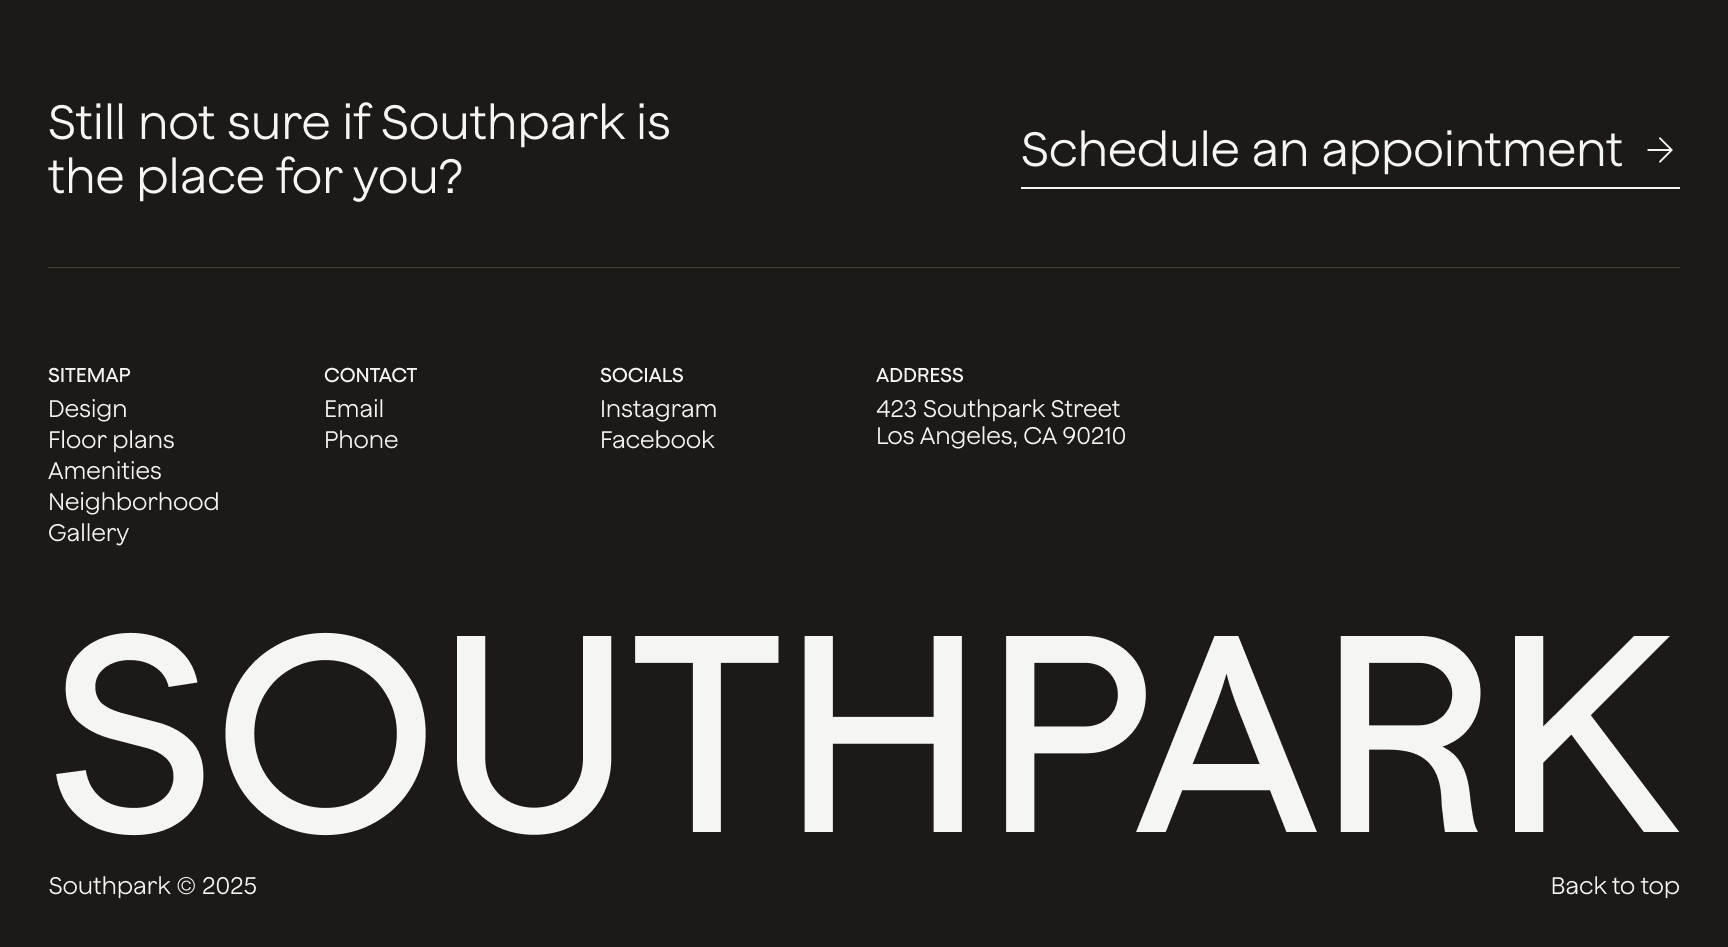 Still not sure if Southpark is
the place for you?
Schedule an appointment →
SITEMAP
Design
Floor plans
Amenities
Neighborhood
Gallery
CONTACT
Email
Phone
SOCIALS
Instagram
Facebook
ADDRESS
423 Southpark Street
Los Angeles, CA 90210
SOUTHPARK
Southpark © 2025
Back to top